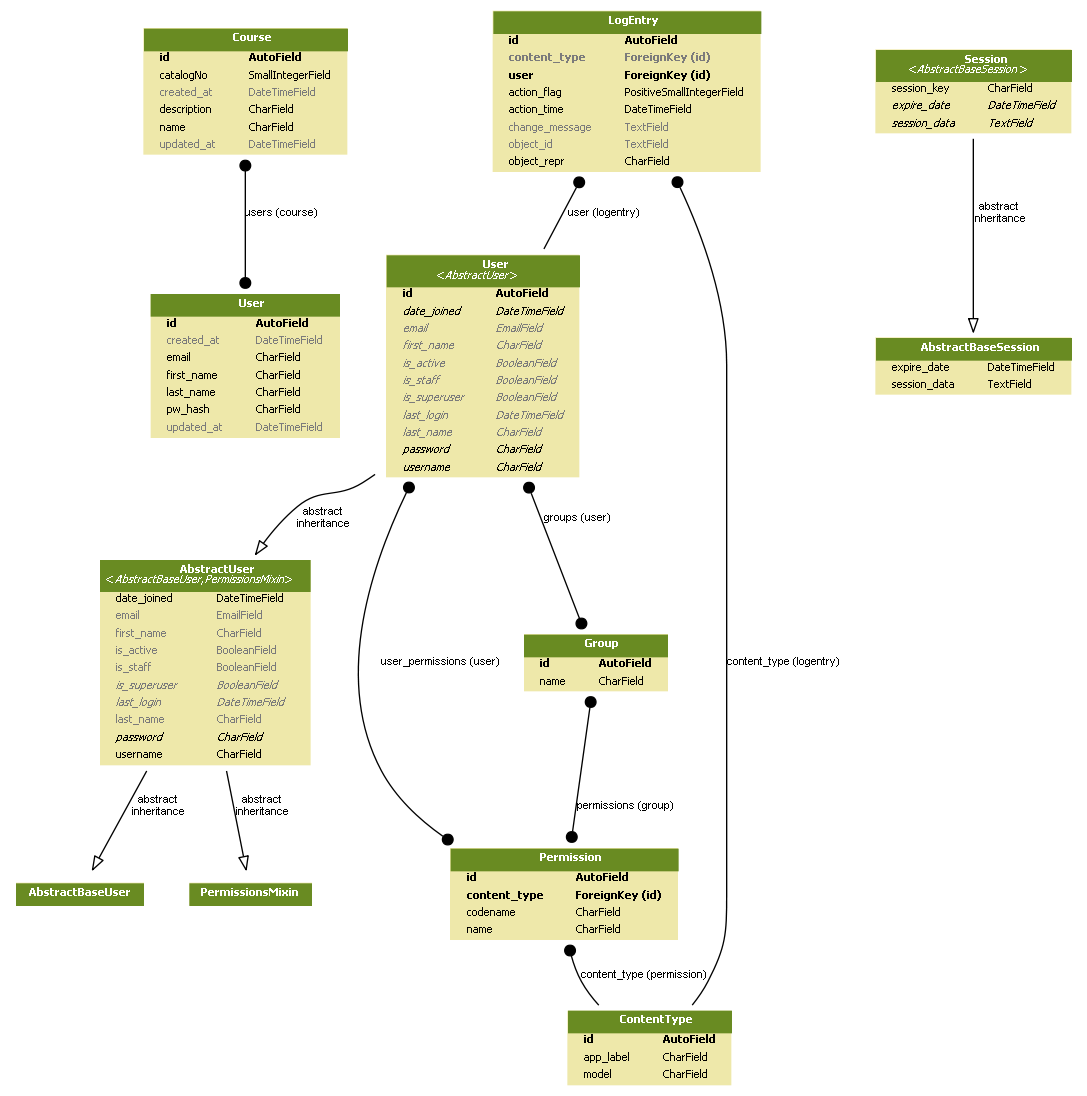 Course
id AutoField
catalogNo SmallIntegerField
created_at DateTimeField
description CharField
name CharField
updated_at DateTimeField
users (course)
User
id AutoField
created_at DateTimeField
email CharField
first_name CharField
last_name CharField
pw_hash CharField
updated_at DateTimeField
LogEntry
id AutoField
content_type ForeignKey (id)
user ForeignKey (id)
action_flag PositiveSmallIntegerField
action_time DateTimeField
change_message TextField
object_id TextField
object_repr CharField
user (logentry)
Session
<AbstractBaseSession>
session_key CharField
expire_date DateTimeField
session_data TextField
abstract
nheritance
AbstractBaseSession
expire_date DateTimeField
session_data TextField
User
<AbstractUser>
id AutoField
date_joined DateTimeField
email EmailField
first_name CharField
is_active BooleanField
is_staff BooleanField
is_superuser BooleanField
last_login DateTimeField
last_name CharField
password CharField
username CharField
abstract
inheritance
groups (user)
AbstractUser
<AbstractBaseUser,PermissionsMixin>
date_joined DateTimeField
email EmailField
first_name CharField
is_active BooleanField
is_staff BooleanField
is_superuser BooleanField
last_login DateTimeField
last_name CharField
password CharField
username CharField
user_permissions (user)
Group
id AutoField
name CharField
content_type (logentry)
abstract
inheritance
abstract
inheritance
permissions (group)
AbstractBaseUser
PermissionsMixin
Permission
id AutoField
content_type ForeignKey (id)
codename CharField
name CharField
content_type (permission)
ContentType
id AutoField
app_label CharField
model CharField